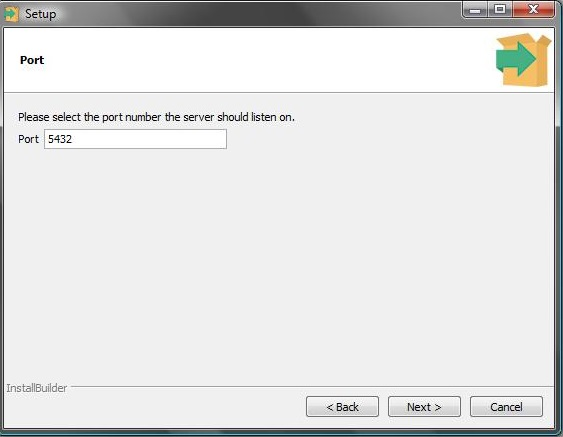 Setup
Port
Please select the port number the server should listen on.
Port 5432
InstallBuilder
< Back Next > Cancel